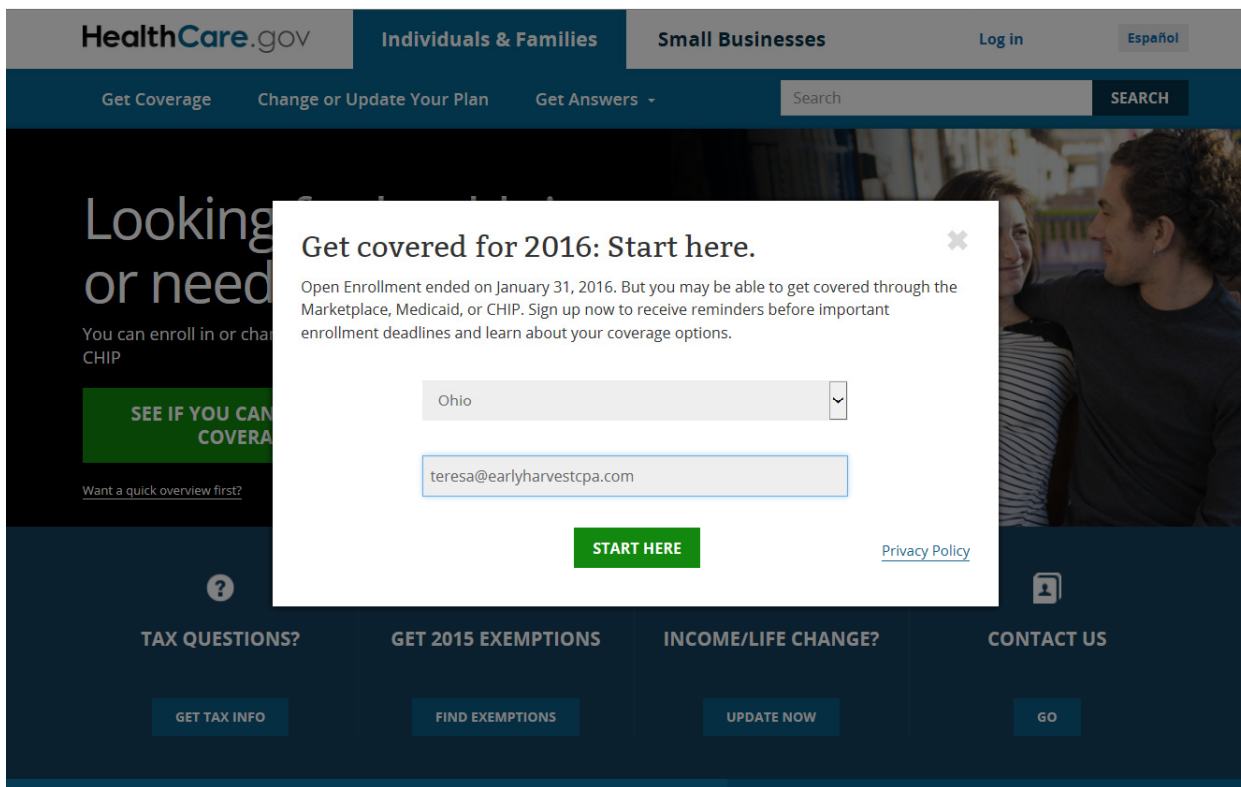 HealthCare.gov
Individuals & Families
Small Businesses
Log in
Español
Get Coverage
Change or Update Your Plan
Get Answers
Search
SEARCH
Looking
or need
You can enroll in or
CHIP
SEE IF YOU CAN
Want a quick overview first?
Get covered for 2016: Start here.
Open Enrollment ended on January 31, 2016. But you may be able to get covered through the
Marketplace, Medicaid, or CHIP. Sign up now to receive reminders before important
enrollment deadlines and learn about your coverage options.
Ohio
teresa@earlyharvestcpa.com
START HERE
Privacy Policy
TAX QUESTIONS?
GET 2015 EXEMPTIONS
INCOME/LIFE CHANGE?
CONTACT US
GET TAX INFO
FIND EXEMPTIONS
UPDATE NOW
GO